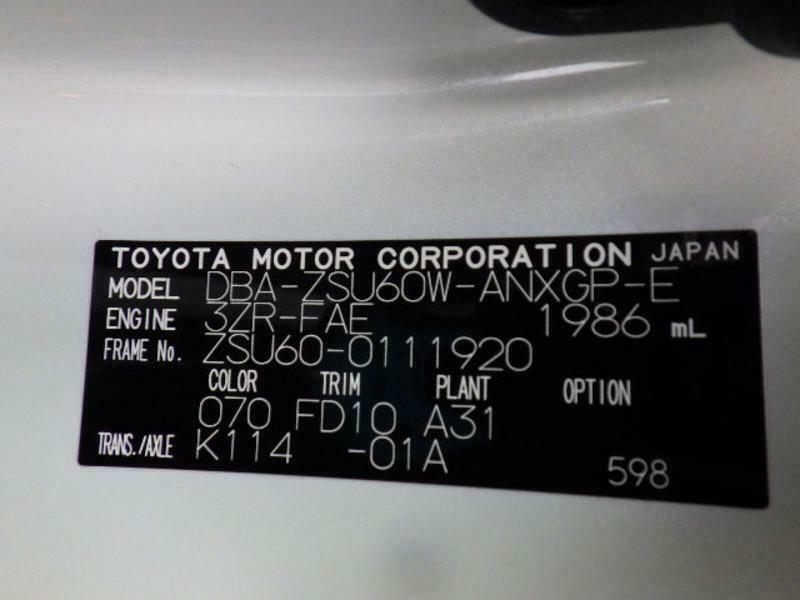 TOYOTA MOTOR CORPORATION JAPAN
MODEL DBA-ZSU60W-ANXGP-E
ENGINE 3ZR-FAE 1986 mL
FRAME No. ZSU60-0111920
COLOR TRIM PLANT OPTION
070 FD10 A31
TRANS./AXLE K114 -01A
598